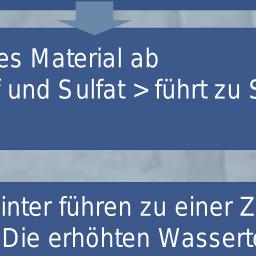 es Material ab
und Sulfat > führt zu S
inter führen zu einer Z
Die erhöhten Wasserte